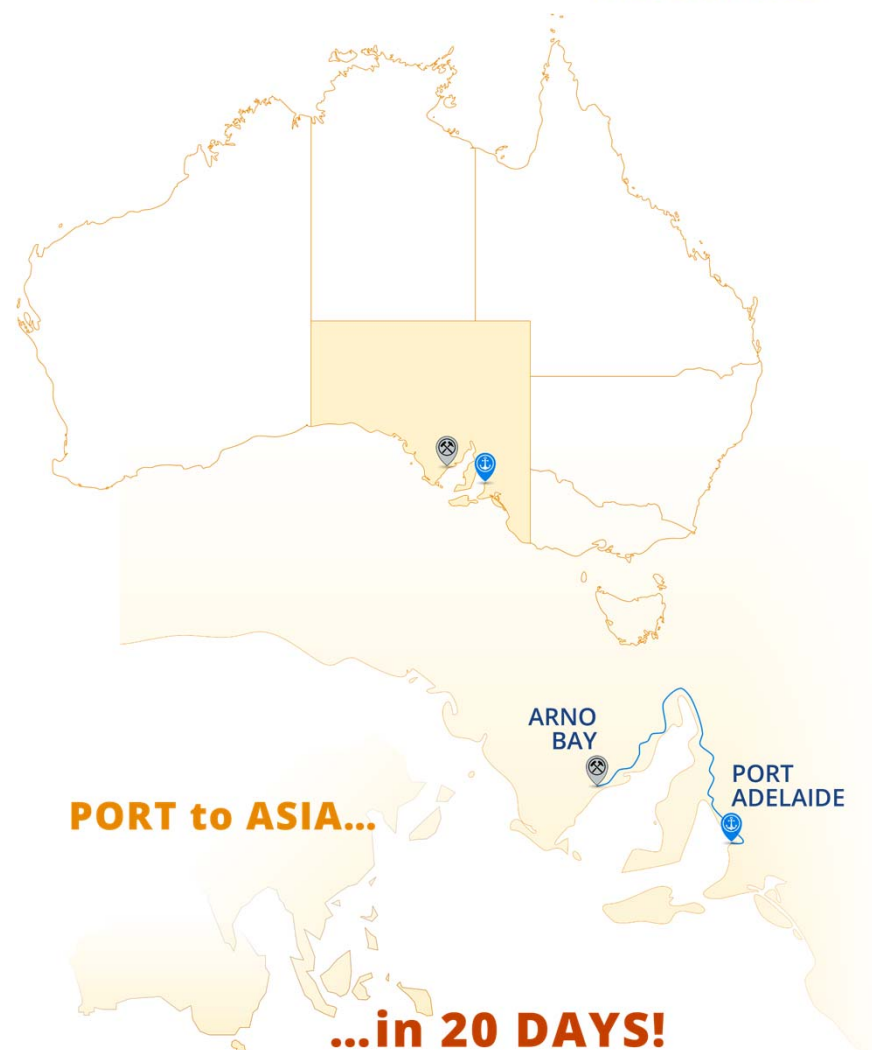 ARNO
BAY
PORT
ADELAIDE
PORT to ASIA...
...in 20 DAYS!